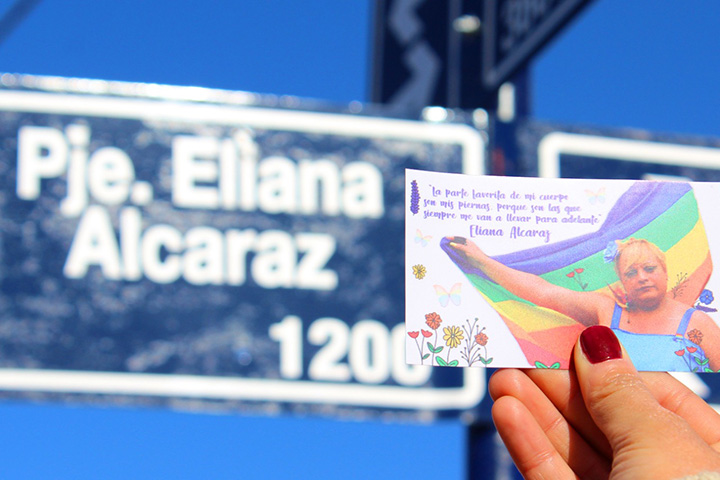 Pje. Eliana
Alcaraz
1200
"La parte favorita de mi cuerpo
son mis piernas, porque son las que
siempre me van a llevar para adelante"
Eliana Alcaraz